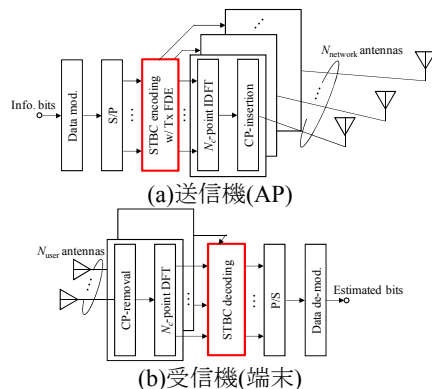 N_network antennas
Info. bits
Data mod.
S/P
STBC encoding
w/ Tx FDE
N_c-point IDFT
CP-insertion
(a)送信機(AP)
N_user antennas
CP-removal
N_c-point DFT
STBC decoding
P/S
Data de-mod.
Estimated bits
(b)受信機(端末)